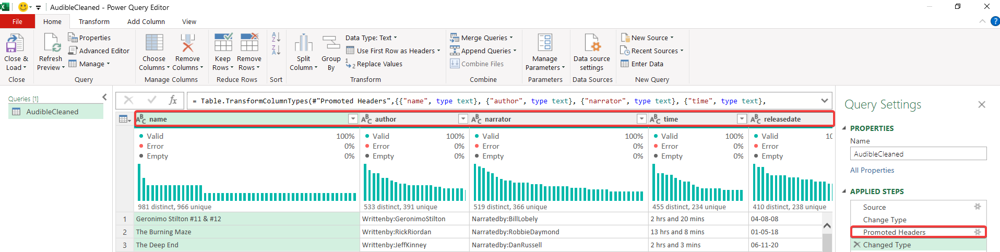 AudibleCleaned - Power Query Editor
File Home Transform Add Column View
Close & Load
Close
Refresh Preview
Properties
Advanced Editor
Manage
Query
Choose Columns
Remove Columns
Manage Columns
Keep Rows
Remove Rows
Reduce Rows
A Z
Z A
Sort
Split Column
Group By
Data Type: Text
Use First Row as Headers
1 2 Replace Values
Transform
Merge Queries
Append Queries
Combine Files
Combine
Manage Parameters
Parameters
Data source settings
Data Sources
New Source
Recent Sources
Enter Data
New Query
?
Queries [1]
AudibleCleaned
fx = Table.TransformColumnTypes(#"Promoted Headers",{{"name", type text}, {"author", type text}, {"narrator", type text}, {"time", type text},
ABC name ABC author ABC narrator ABC time ABC releasedate
Valid 100% Valid 100% Valid 100% Valid 100% Valid 10
Error 0% Error 0% Error 0% Error 0% Error
Empty 0% Empty 0% Empty 0% Empty 0% Empty
981 distinct, 966 unique 533 distinct, 391 unique 519 distinct, 366 unique 455 distinct, 234 unique 410 distinct, 238 unique
1 Geronimo Stilton #11 & #12 Writtenby:GeronimoStilton Narratedby:BillLobely 2 hrs and 20 mins 04-08-08
2 The Burning Maze Writtenby:RickRiordan Narratedby:RobbieDaymond 13 hrs and 8 mins 01-05-18
3 The Deep End Writtenby:JeffKinney Narratedby:DanRussell 2 hrs and 3 mins 06-11-20
Query Settings
PROPERTIES
Name
AudibleCleaned
All Properties
APPLIED STEPS
Source
Change Type
Promoted Headers
Changed Type